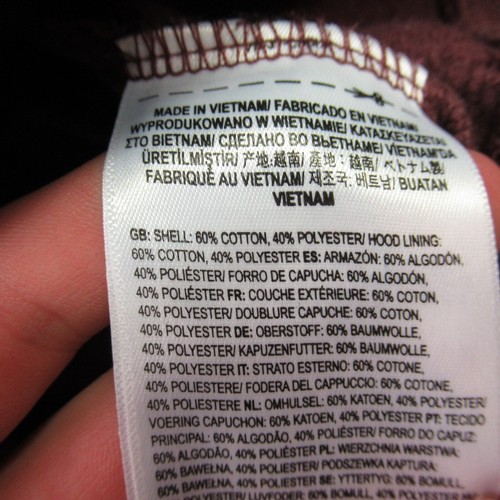 MADE IN VIETNAM/ FABRICADO EN VIETNAM/
WYPRODUKOWANO W WIETNAMIE/ ΚΑΤΑΣΚΕΥΑΖΕΤΑΙ
ΣΤΟ ΒΙΕΤΝΑΜ/ СДЕЛАНО ВО ВЬЕТНАМЕ/ VIETNAM'DA
ÜRETİLMİŞTİR/ 产地:越南/ 產地：越南/ ベトナム製/
FABRIQUÉ AU VIETNAM/ 제조국: 베트남/ BUATAN
VIETNAM
GB: SHELL: 60% COTTON, 40% POLYESTER/ HOOD LINING:
60% COTTON, 40% POLYESTER ES: ARMAZÓN: 60% ALGODÓN,
40% POLIÉSTER/ FORRO DE CAPUCHA: 60% ALGODÓN,
40% POLIÉSTER FR: COUCHE EXTÉRIEURE: 60% COTON,
40% POLYESTER/ DOUBLURE CAPUCHE: 60% COTON,
40% POLYESTER DE: OBERSTOFF: 60% BAUMWOLLE,
40% POLYESTER/ KAPUZENFUTTER: 60% BAUMWOLLE,
40% POLYESTER IT: STRATO ESTERNO: 60% COTONE,
40% POLIESTERE/ FODERA DEL CAPPUCCIO: 60% COTONE,
40% POLIESTERE NL: OMHULSEL: 60% KATOEN, 40% POLYESTER/
VOERING CAPUCHON: 60% KATOEN, 40% POLYESTER PT: TECIDO
PRINCIPAL: 60% ALGODÃO, 40% POLIÉSTER/ FORRO DO CAPUZ:
60% ALGODÃO, 40% POLIÉSTER PL: WIERZCHNIA WARSTWA:
60% BAWEŁNA, 40% POLIESTER/ PODSZEWKA KAPTURA:
60% BAWEŁNA, 40% POLIESTER SE: YTTERTYG: 60% BOMULL,
40% POLYESTER/ LUVFODER: 60% BOMULL, 40%